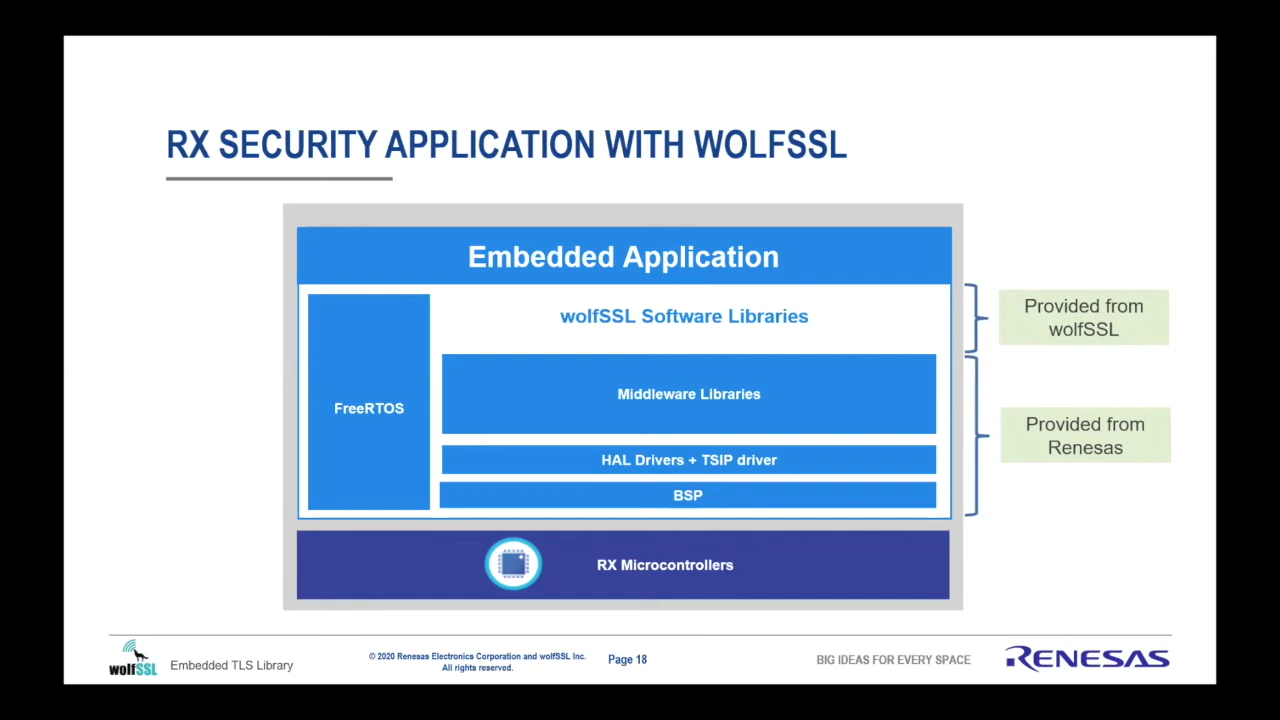 RX SECURITY APPLICATION WITH WOLFSSL
Embedded Application
wolfSSL Software Libraries
Provided from
wolfSSL
FreeRTOS
Middleware Libraries
Provided from
Renesas
HAL Drivers + TSIP driver
BSP
RX Microcontrollers
wolfSSL
Embedded TLS Library
© 2020 Renesas Electronics Corporation and wolfSSL Inc.
All rights reserved.
Page 18
BIG IDEAS FOR EVERY SPACE
RENESAS